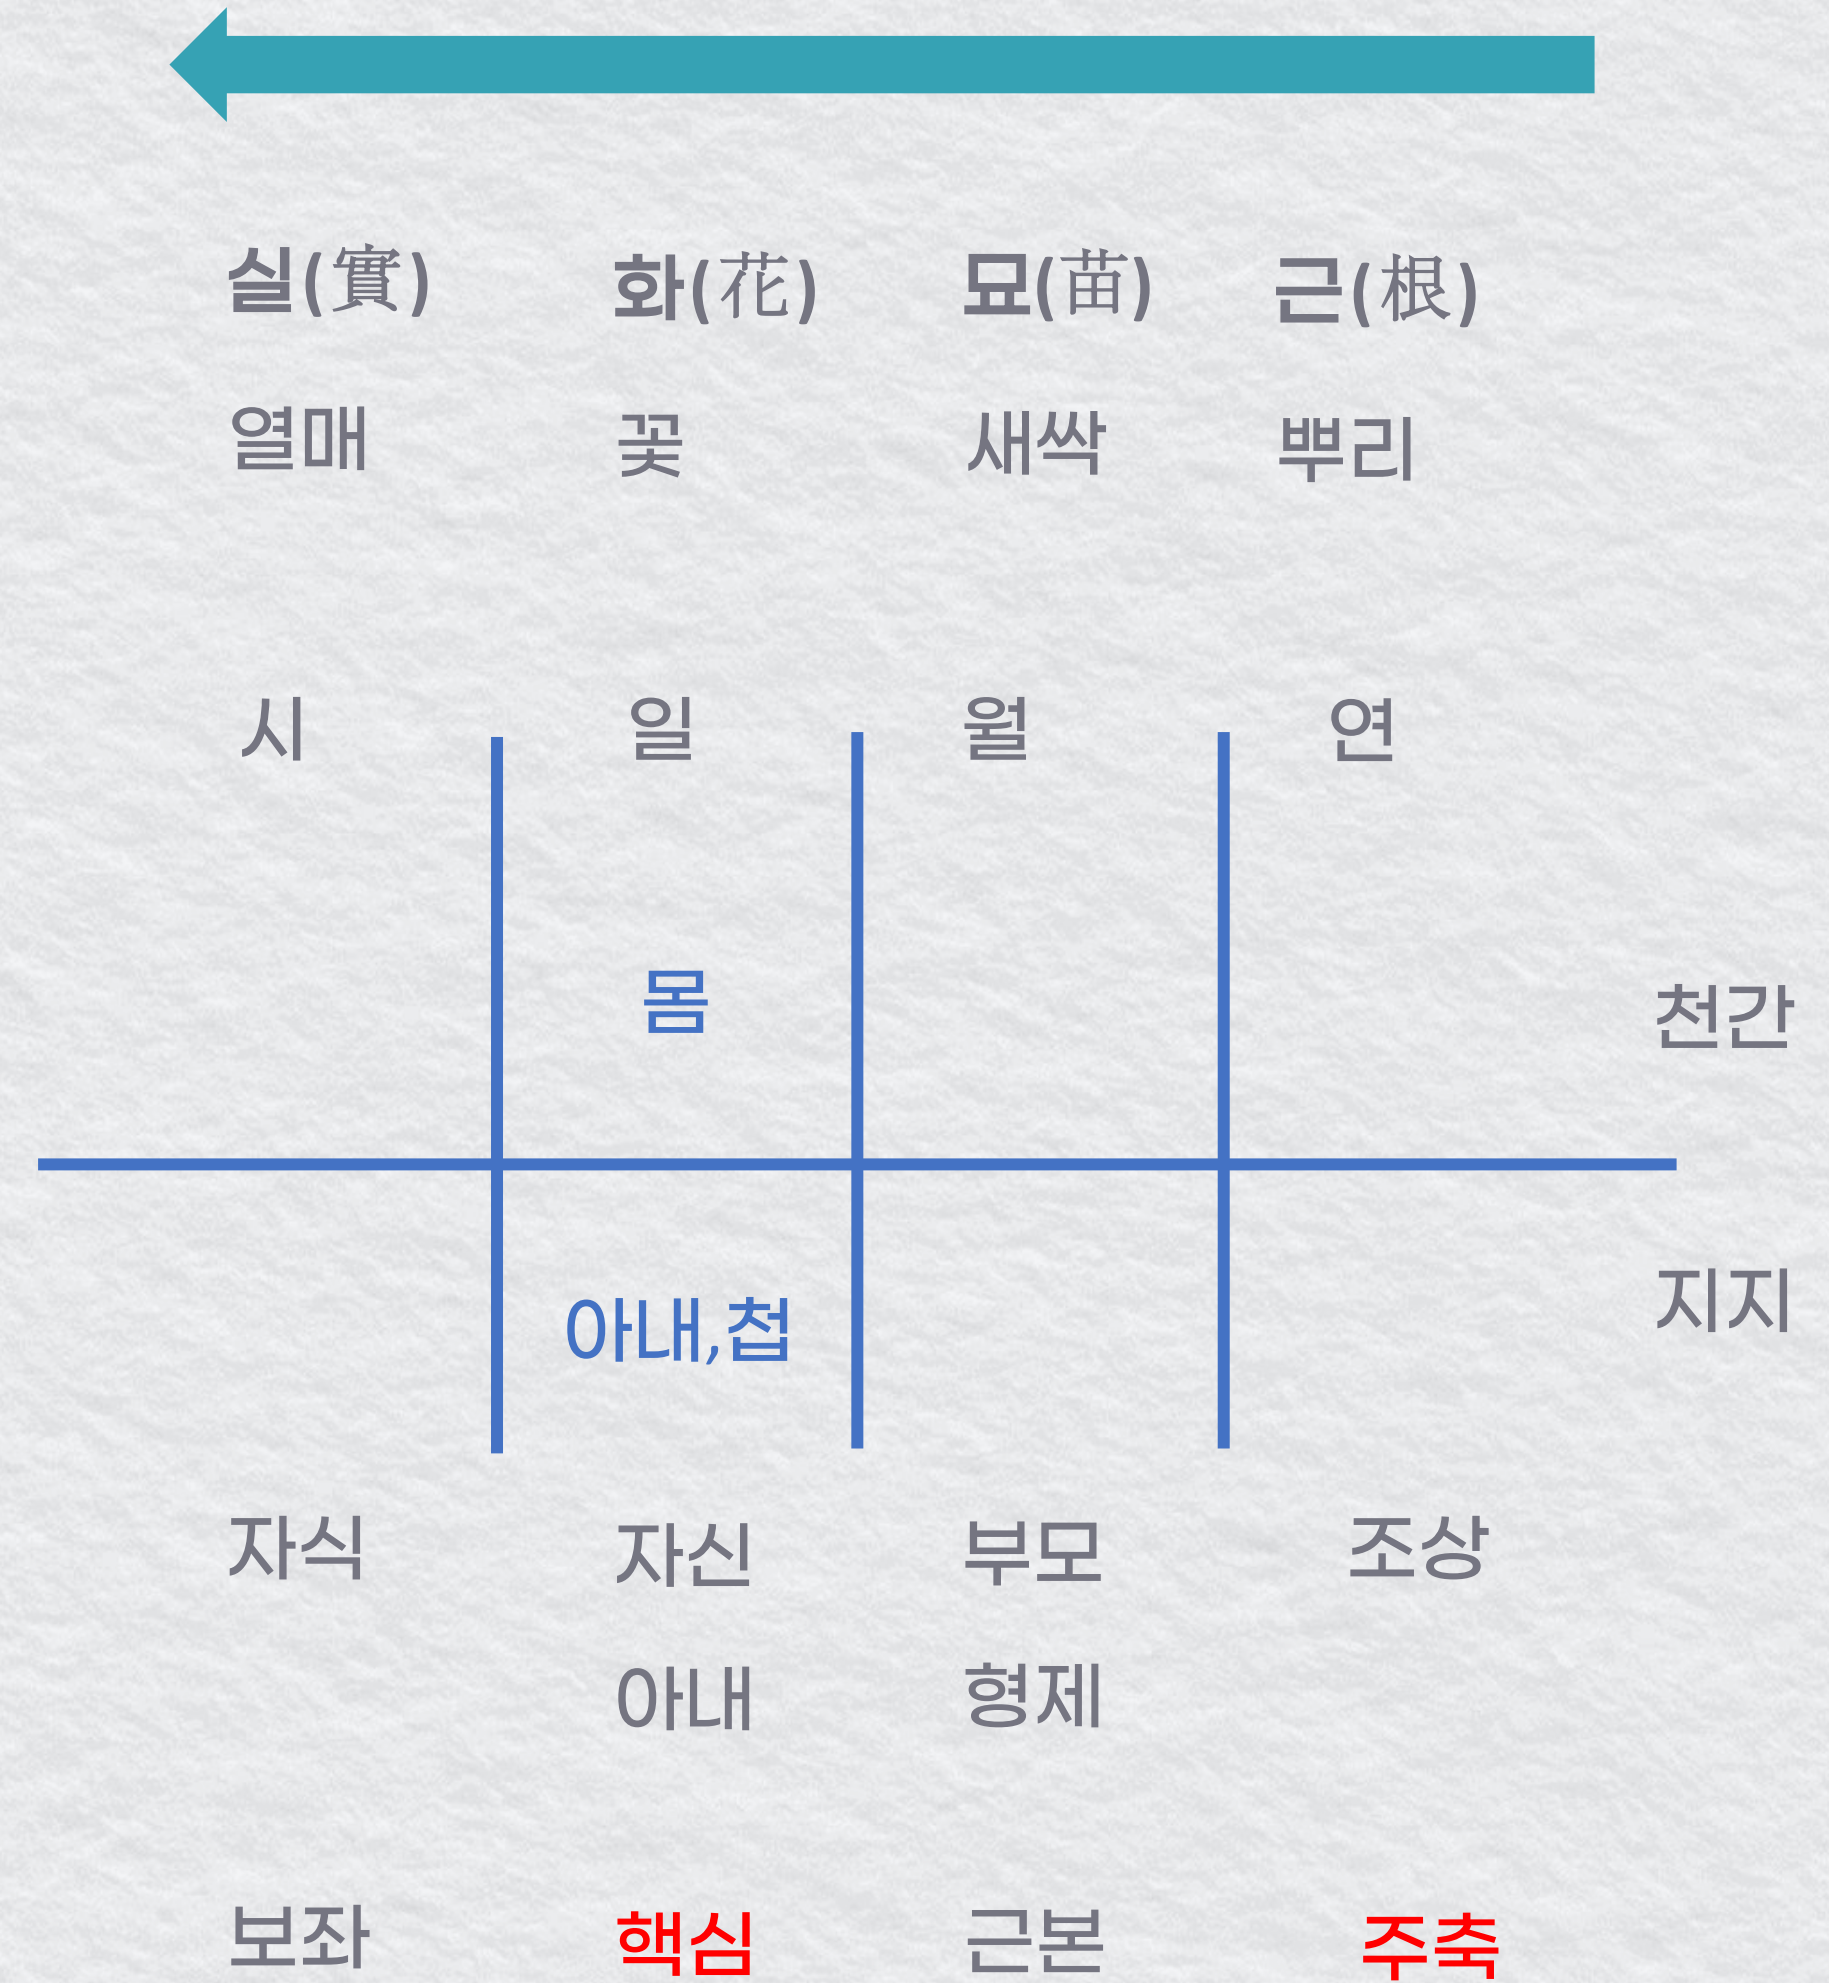 실(實) 화(花) 묘(苗) 근(根)
열매 꽃 새싹 뿌리
시 일 월 연
몸 천간
아내,첩 지지
자식 자신 부모 조상
아내 형제
보좌 핵심 근본 주축